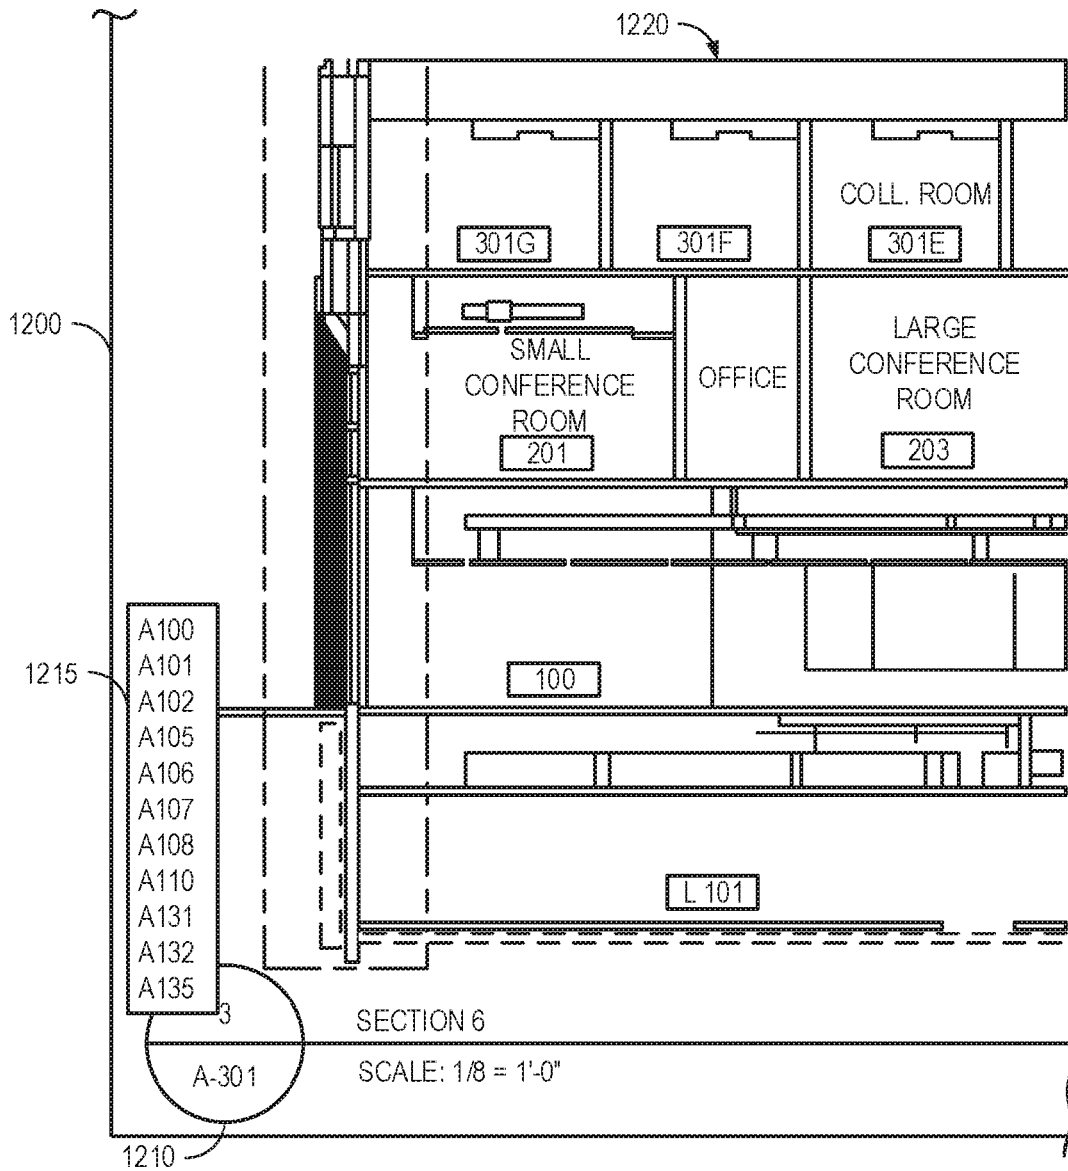 1220
COLL. ROOM
301G
301F
301E
1200
SMALL
CONFERENCE
ROOM
201
OFFICE
LARGE
CONFERENCE
ROOM
203
1215
A100
A101
A102
A105
A106
A107
A108
A110
A131
A132
A135
100
L 101
3
A-301
SECTION 6
SCALE: 1/8 = 1'-0"
1210